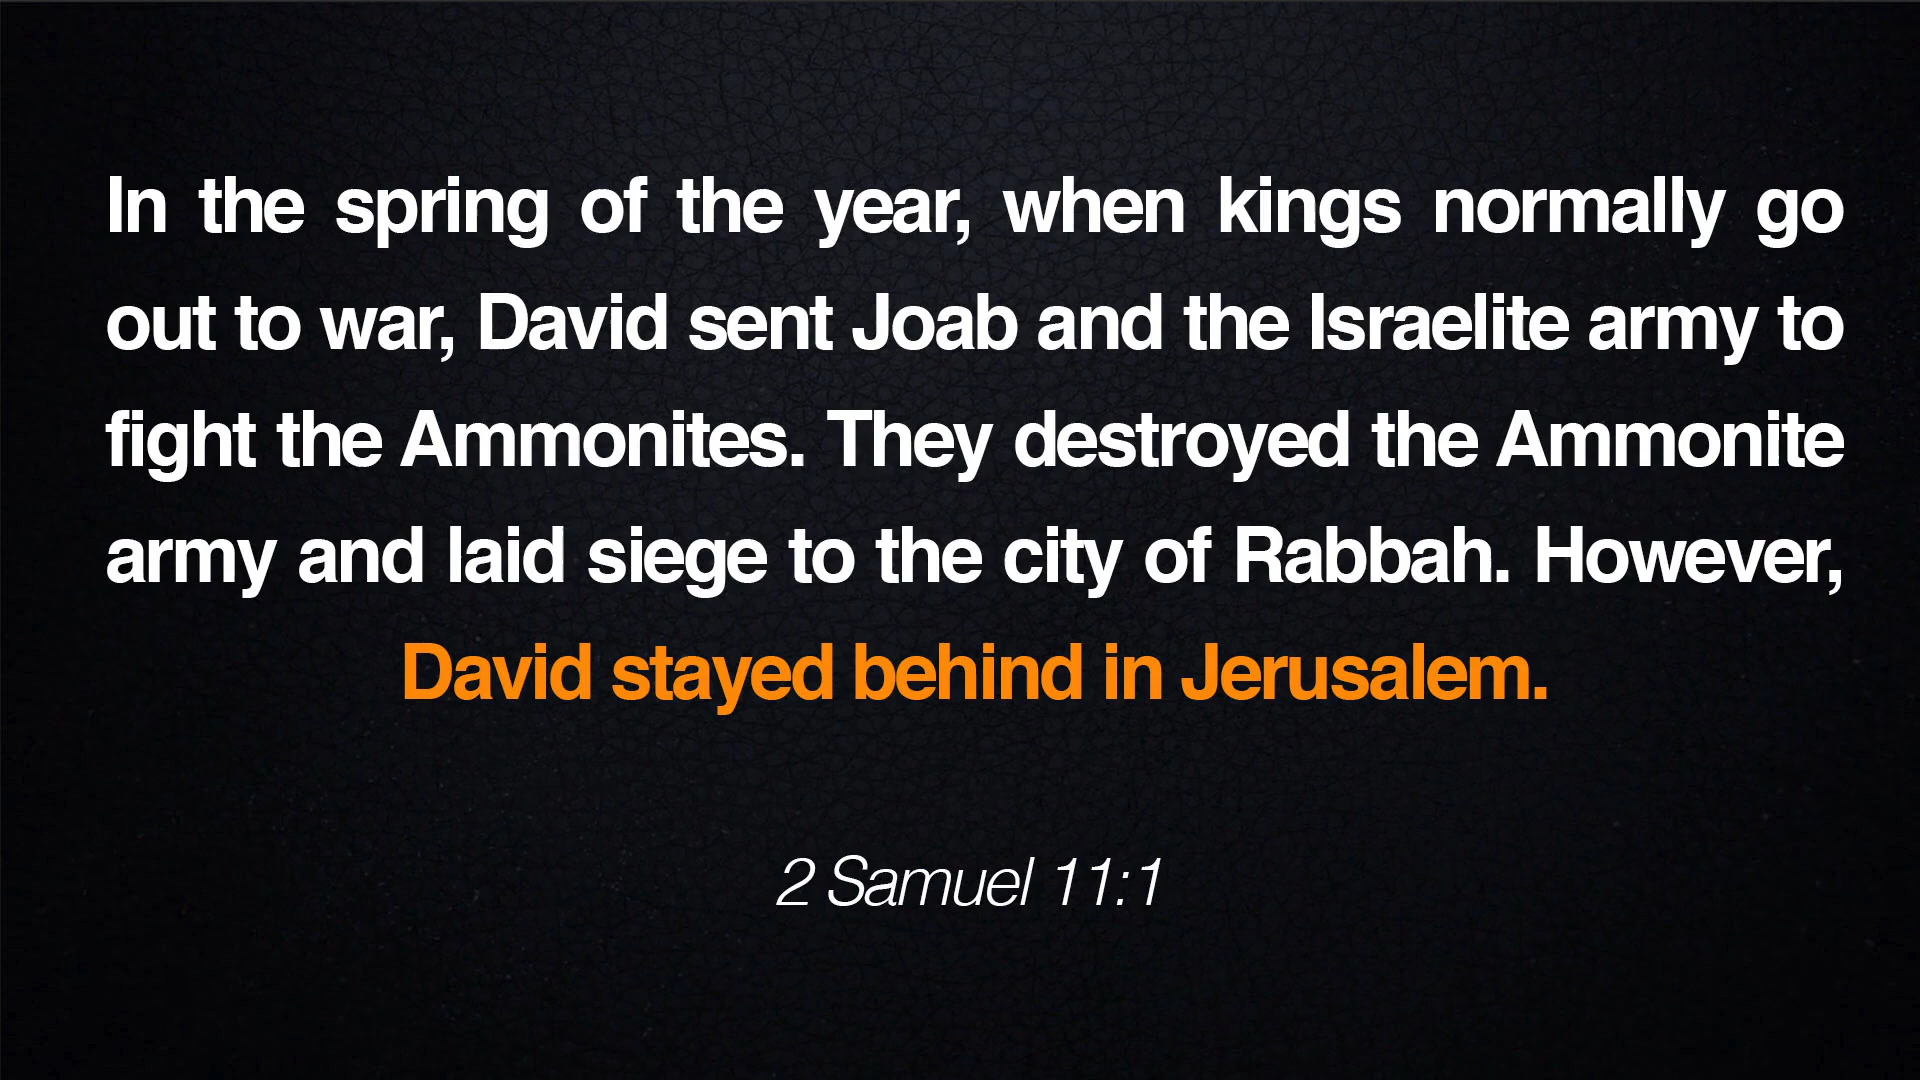 In the spring of the year, when kings normally go
out to war, David sent Joab and the Israelite army to
fight the Ammonites. They destroyed the Ammonite
army and laid siege to the city of Rabbah. However,
David stayed behind in Jerusalem.
2 Samuel 11:1